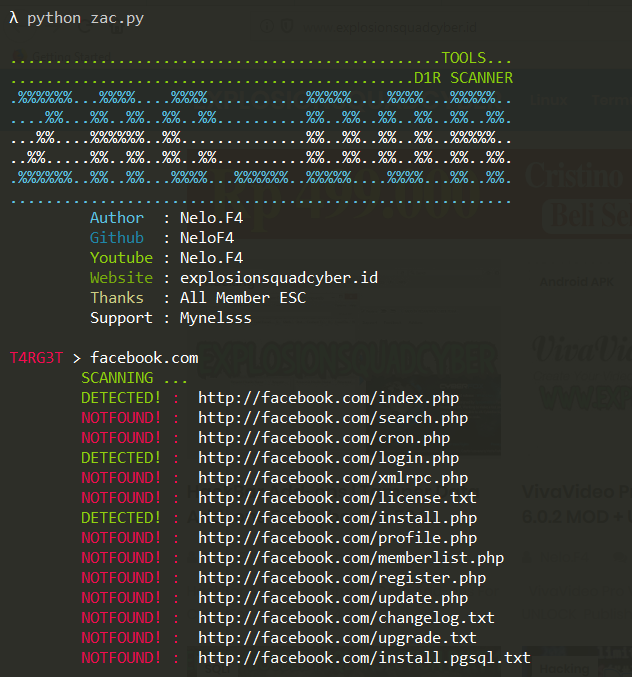 λ python zac.py
..............................................TOOLS...
...........................................D1R SCANNER
.%%%%%%...%%%%....%%%%...........%%%%%....%%%%...%%%%%..
....%%...%%..%%..%%..%%..........%%..%%..%%..%%..%%..%%.
...%%....%%%%%%..%%..............%%..%%..%%..%%..%%%%%..
..%%.....%%..%%..%%..%%..........%%..%%..%%..%%..%%..%%.
.%%%%%%..%%..%%...%%%%...%%%%%%..%%%%%....%%%%...%%..%%.
........................................................
Author : Nelo.F4
Github : NeloF4
Youtube : Nelo.F4
Website : explosionsquadcyber.id
Thanks : All Member ESC
Support : Mynelsss
T4RG3T > facebook.com
SCANNING ...
DETECTED! : http://facebook.com/index.php
NOTFOUND! : http://facebook.com/search.php
NOTFOUND! : http://facebook.com/cron.php
DETECTED! : http://facebook.com/login.php
NOTFOUND! : http://facebook.com/xmlrpc.php
NOTFOUND! : http://facebook.com/license.txt
DETECTED! : http://facebook.com/install.php
NOTFOUND! : http://facebook.com/profile.php
NOTFOUND! : http://facebook.com/memberlist.php
NOTFOUND! : http://facebook.com/register.php
NOTFOUND! : http://facebook.com/update.php
NOTFOUND! : http://facebook.com/changelog.txt
NOTFOUND! : http://facebook.com/upgrade.txt
NOTFOUND! : http://facebook.com/install.pgsql.txt